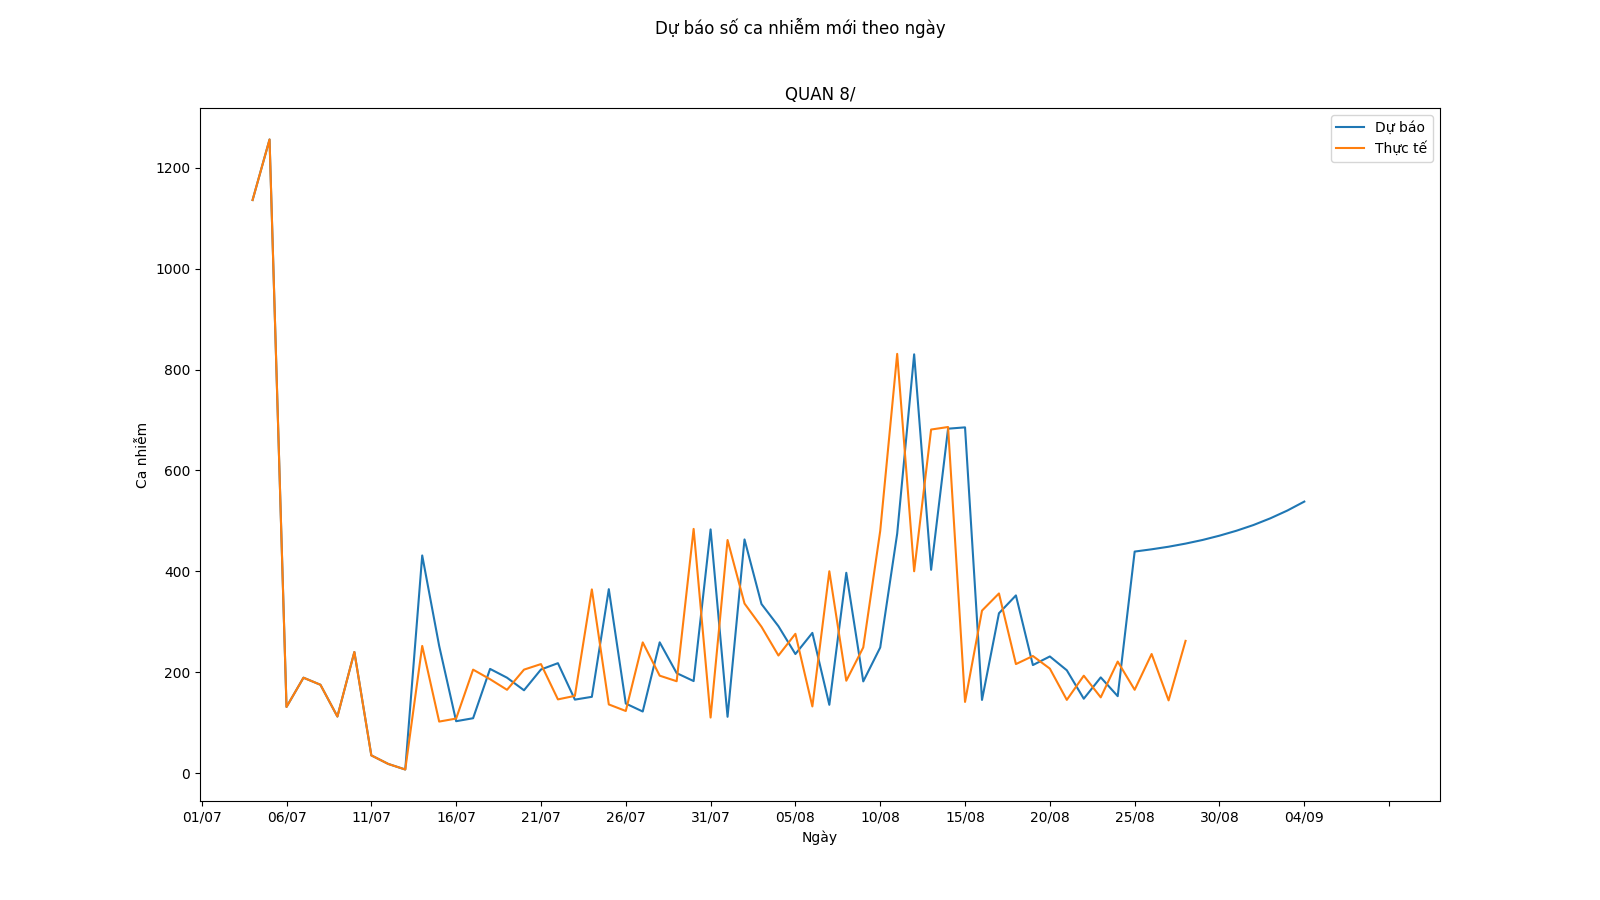 Dự báo số ca nhiễm mới theo ngày
QUAN 8/
Dự báo
Thực tế
1200
1000
800
600
400
200
0
Ca nhiễm
01/07 06/07 11/07 16/07 21/07 26/07 31/07 05/08 10/08 15/08 20/08 25/08 30/08 04/09
Ngày